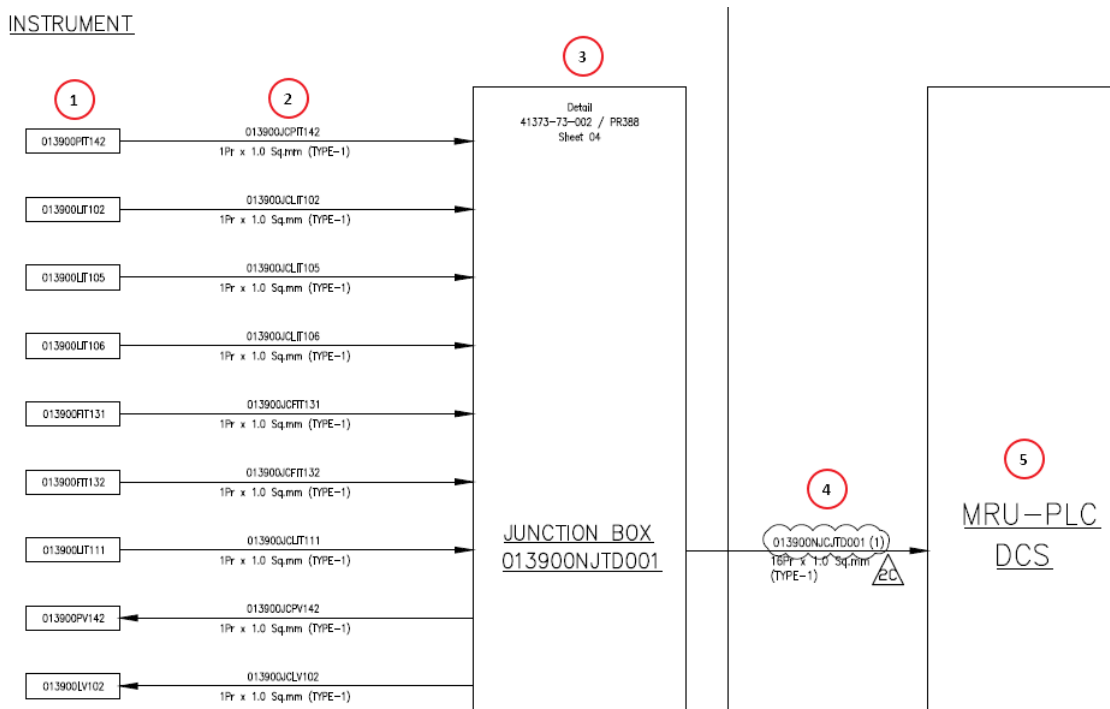 INSTRUMENT
1
2
3
Detail
41373-73-002 / PR388
Sheet 04
013900PIT142
013900JCPIT142
1Pr x 1.0 Sq.mm (TYPE-1)
013900LIT102
013900JCLIT102
1Pr x 1.0 Sq.mm (TYPE-1)
013900LIT105
013900JCLIT105
1Pr x 1.0 Sq.mm (TYPE-1)
013900LIT106
013900JCLIT106
1Pr x 1.0 Sq.mm (TYPE-1)
013900FIT131
013900JCFIT131
1Pr x 1.0 Sq.mm (TYPE-1)
013900FIT132
013900JCFIT132
1Pr x 1.0 Sq.mm (TYPE-1)
013900LIT111
013900JCLIT111
1Pr x 1.0 Sq.mm (TYPE-1)
013900PV142
013900JCPV142
1Pr x 1.0 Sq.mm (TYPE-1)
013900LV102
013900JCLV102
1Pr x 1.0 Sq.mm (TYPE-1)
JUNCTION BOX
013900NJTD001
4
013900NJCJTD001 (1)
16Pr x 1.0 Sq.mm
(TYPE-1)
2C
5
MRU-PLC
DCS